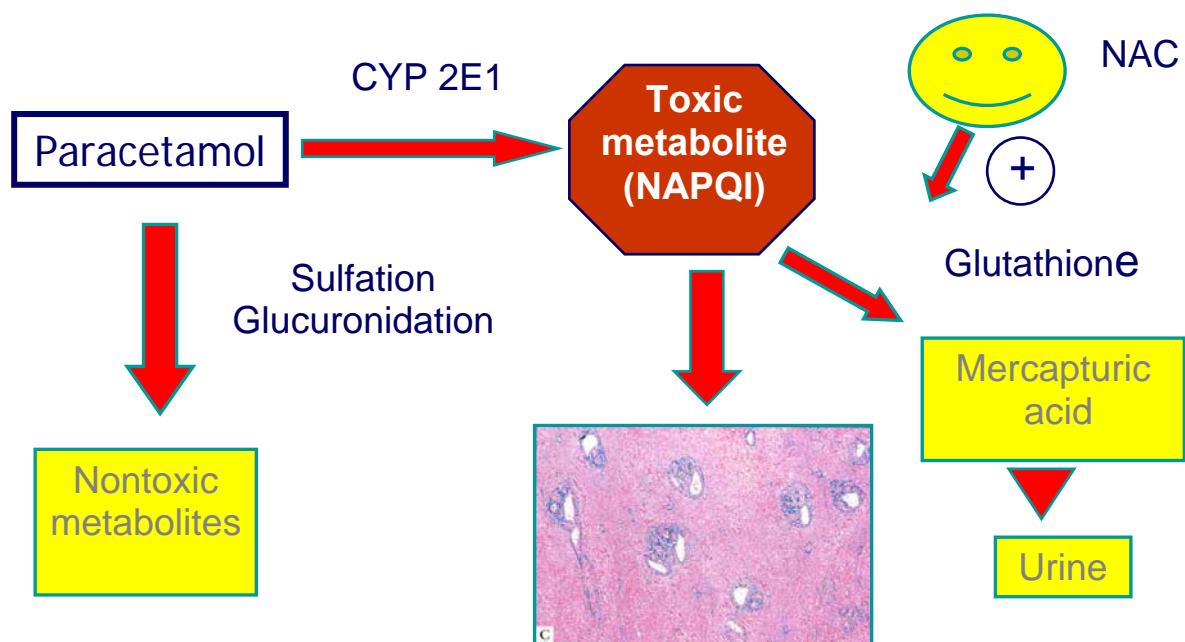 CYP 2E1
NAC
Paracetamol
Toxic
metabolite
(NAPQI)
+
Sulfation
Glucuronidation
Glutathione
Mercapturic
acid
Nontoxic
metabolites
Urine
C